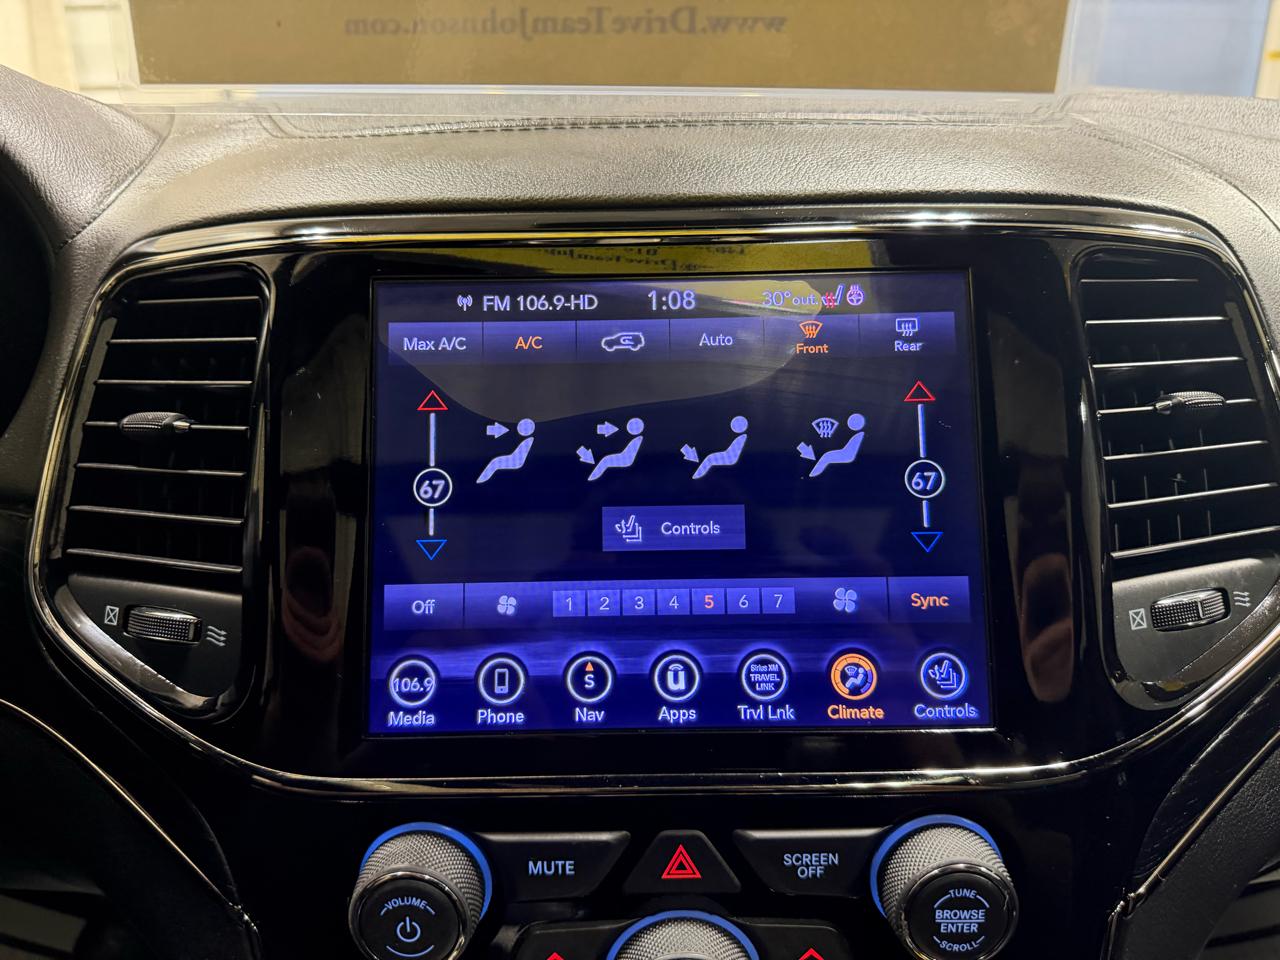 www.DriveTeamJohnson.com
DriveTeamJo
FM 106.9-HD 1:08 30° out.
Max A/C A/C Auto Front Rear
67 67
Controls
Off 1 2 3 4 5 6 7 Sync
106.9 S SiriusXM TRAVEL LINK
Media Phone Nav Apps Trvl Lnk Climate Controls
MUTE SCREEN OFF
VOLUME TUNE
BROWSE
ENTER
SCROLL